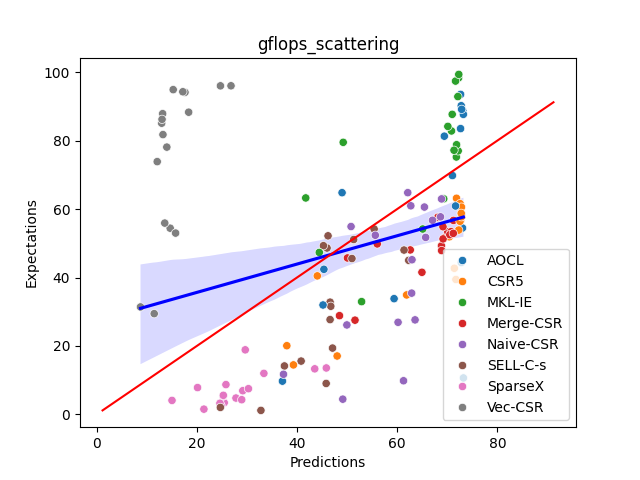 gflops_scattering
100
80
60
40
20
0
Expectations
0 20 40 60 80
Predictions
AOCL
CSR5
MKL-IE
Merge-CSR
Naive-CSR
SELL-C-s
SparseX
Vec-CSR